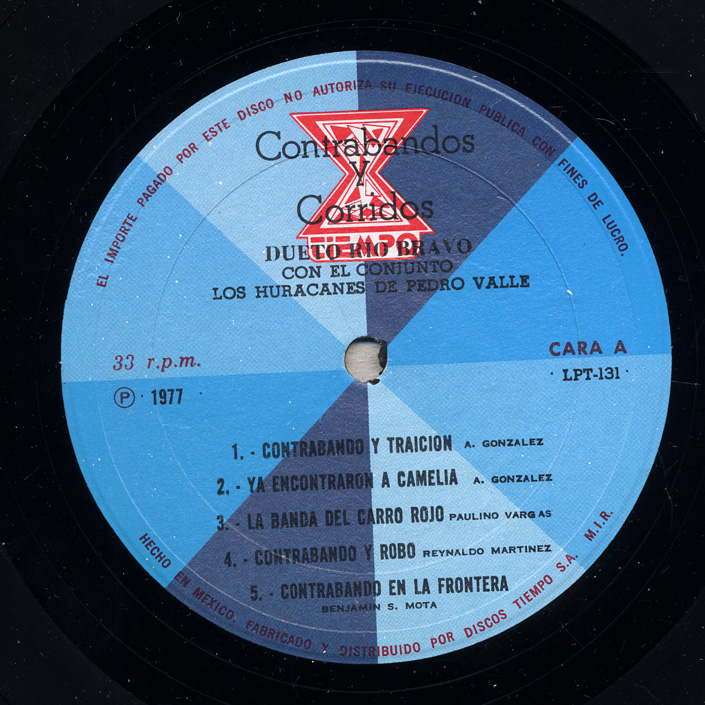 EL IMPORTE PAGADO POR ESTE DISCO NO AUTORIZA SU EJECUCION PUBLICA CON FINES DE LUCRO.
Contrabandos
Y
Corridos
TIEMPO
DUETO RIO BRAVO
CON EL CONJUNTO
LOS HURACANES DE PEDRO VALLE
33 r.p.m.
CARA A
Ⓟ · 1977
· LPT-131 ·
1. - CONTRABANDO Y TRAICION A. GONZALEZ
2. - YA ENCONTRARON A CAMELIA A. GONZALEZ
3. - LA BANDA DEL CARRO ROJO PAULINO VARGAS
4. - CONTRABANDO Y ROBO REYNALDO MARTINEZ
5. - CONTRABANDO EN LA FRONTERA
BENJAMIN S. MOTA
HECHO EN MEXICO, FABRICADO Y DISTRIBUIDO POR DISCOS TIEMPO S.A. M.I.R.